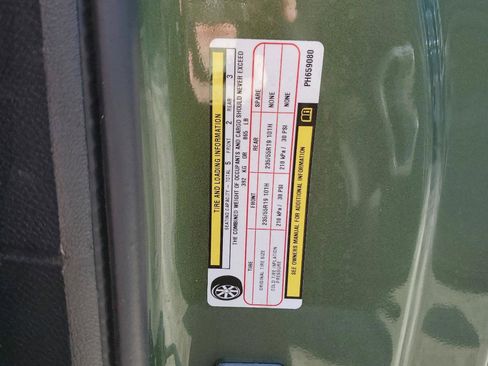 TIRE AND LOADING INFORMATION
SEATING CAPACITY – TOTAL 5 FRONT 2 REAR 3
THE COMBINED WEIGHT OF OCCUPANTS AND CARGO SHOULD NEVER EXCEED
392 KG OR 865 LB
TIRE FRONT REAR SPARE
ORIGINAL TIRE SIZE 235/55R19 101H 235/55R19 101H NONE
COLD TIRE INFLATION PRESSURE 210 kPa / 30 PSI 210 kPa / 30 PSI NONE
SEE OWNERS MANUAL FOR ADDITIONAL INFORMATION
PH659080